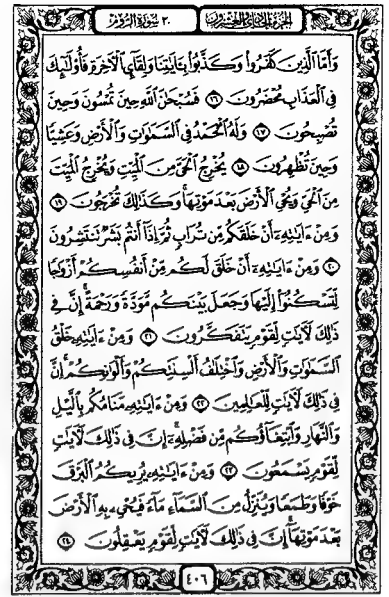 الجزء الحادي والعشرون ٣٠ سورة الروم
وَأَمَّا ٱلَّذِينَ كَفَرُوا۟ وَكَذَّبُوا۟ بِـَٔايَٰتِنَا وَلِقَآئِ ٱلْـَٔاخِرَةِ فَأُو۟لَٰٓئِكَ
فِى ٱلْعَذَابِ مُحْضَرُونَ ١٦ فَسُبْحَٰنَ ٱللَّهِ حِينَ تُمْسُونَ وَحِينَ
تُصْبِحُونَ ١٧ وَلَهُ ٱلْحَمْدُ فِى ٱلسَّمَٰوَٰتِ وَٱلْأَرْضِ وَعَشِيًّا
وَحِينَ تُظْهِرُونَ ١٨ يُخْرِجُ ٱلْحَىَّ مِنَ ٱلْمَيِّتِ وَيُخْرِجُ ٱلْمَيِّتَ
مِنَ ٱلْحَىِّ وَيُحْىِ ٱلْأَرْضَ بَعْدَ مَوْتِهَا ۚ وَكَذَٰلِكَ تُخْرَجُونَ ١٩
وَمِنْ ءَايَٰتِهِۦٓ أَنْ خَلَقَكُم مِّن تُرَابٍ ثُمَّ إِذَآ أَنتُم بَشَرٌ تَنتَشِرُونَ
٢٠ وَمِنْ ءَايَٰتِهِۦٓ أَنْ خَلَقَ لَكُم مِّنْ أَنفُسِكُمْ أَزْوَٰجًا
لِّتَسْكُنُوٓا۟ إِلَيْهَا وَجَعَلَ بَيْنَكُم مَّوَدَّةً وَرَحْمَةً ۚ إِنَّ فِى
ذَٰلِكَ لَـَٔايَٰتٍ لِّقَوْمٍ يَتَفَكَّرُونَ ٢١ وَمِنْ ءَايَٰتِهِۦ خَلْقُ
ٱلسَّمَٰوَٰتِ وَٱلْأَرْضِ وَٱخْتِلَٰفُ أَلْسِنَتِكُمْ وَأَلْوَٰنِكُمْ ۚ إِنَّ
فِى ذَٰلِكَ لَـَٔايَٰتٍ لِّلْعَٰلِمِينَ ٢٢ وَمِنْ ءَايَٰتِهِۦ مَنَامُكُم بِٱلَّيْلِ
وَٱلنَّهَارِ وَٱبْتِغَآؤُكُم مِّن فَضْلِهِۦٓ ۚ إِنَّ فِى ذَٰلِكَ لَـَٔايَٰتٍ
لِّقَوْمٍ يَسْمَعُونَ ٢٣ وَمِنْ ءَايَٰتِهِۦ يُرِيكُمُ ٱلْبَرْقَ
خَوْفًا وَطَمَعًا وَيُنَزِّلُ مِنَ ٱلسَّمَآءِ مَآءً فَيُحْىِۦ بِهِ ٱلْأَرْضَ
بَعْدَ مَوْتِهَآ ۚ إِنَّ فِى ذَٰلِكَ لَـَٔايَٰتٍ لِّقَوْمٍ يَعْقِلُونَ ٢٤
٤٠٦